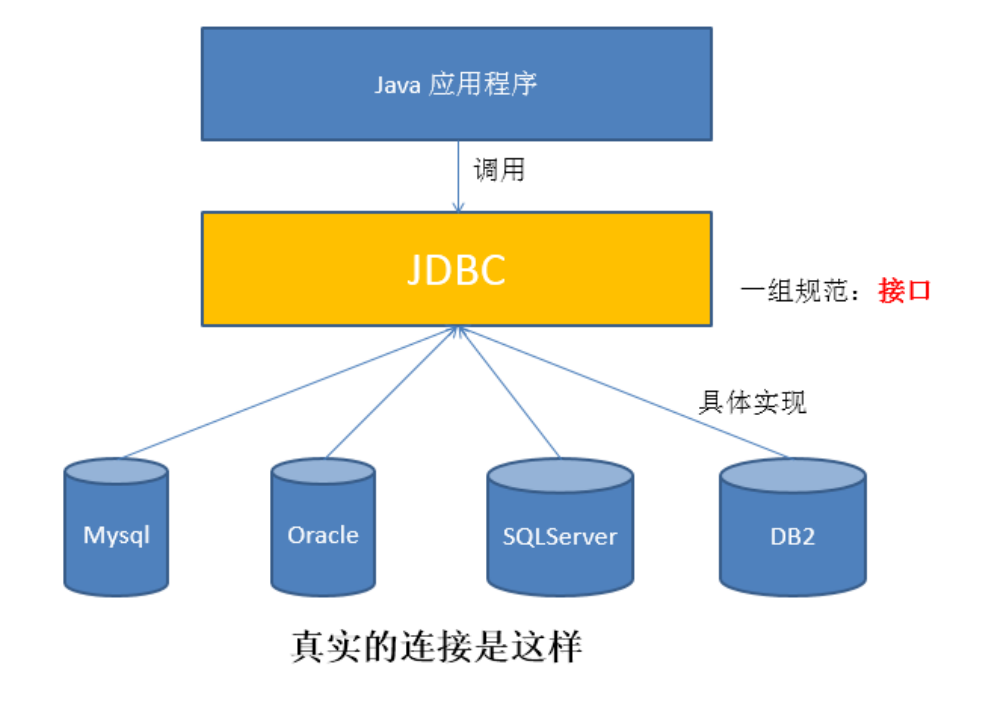 Java 应用程序
调用
JDBC
一组规范：接口
具体实现
Mysql
Oracle
SQLServer
DB2
真实的连接是这样